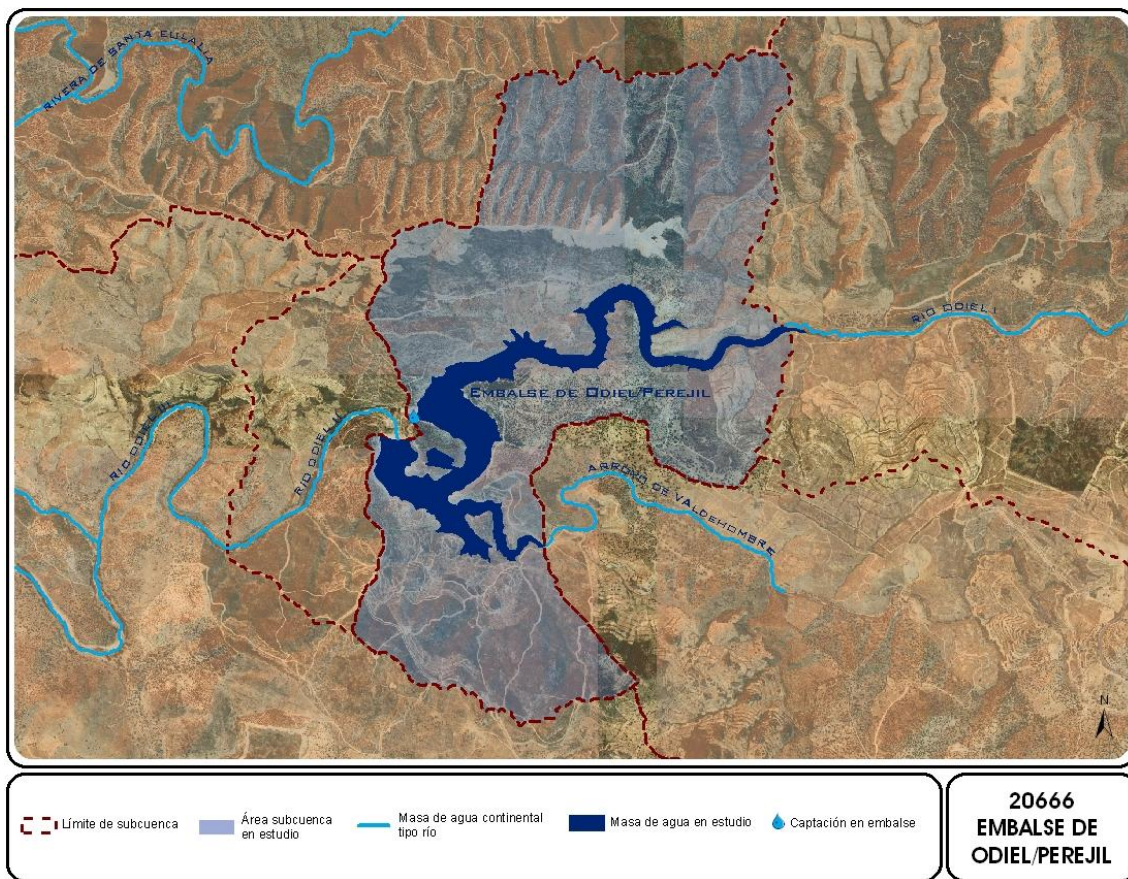 RIVERA DE SANTA EULALIA
RIO ODIEL I
EMBALSE DE ODIEL/PEREJIL
RIO ODIEL III
RIO ODIEL II
ARROYO DE VALDEHOMBRE
N
Límite de subcuenca
Área subcuenca
en estudio
Masa de agua continental
tipo río
Masa de agua en estudio
Captación en embalse
20666
EMBALSE DE
ODIEL/PEREJIL